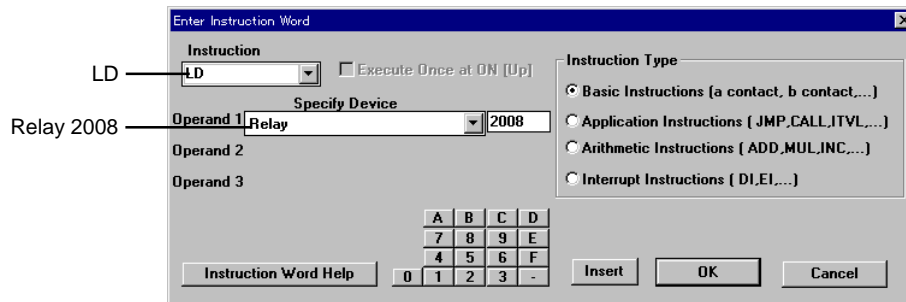 Enter Instruction Word
Instruction
LD
LD
Execute Once at ON [Up]
Specify Device
Relay 2008
Operand 1
Relay
2008
Operand 2
Operand 3
Instruction Type
Basic Instructions (a contact, b contact,...)
Application Instructions ( JMP,CALL,ITVL,...)
Arithmetic Instructions ( ADD,MUL,INC,...)
Interrupt Instructions ( DI,EI,...)
A B C D
7 8 9 E
4 5 6 F
0 1 2 3 -
Instruction Word Help
Insert
OK
Cancel